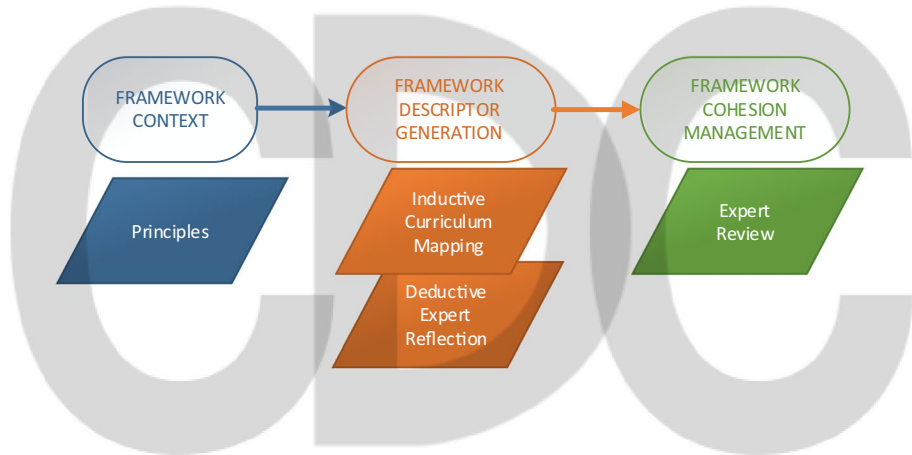 CDC
FRAMEWORK
CONTEXT
FRAMEWORK
DESCRIPTOR
GENERATION
FRAMEWORK
COHESION
MANAGEMENT
Principles
Inductive
Curriculum
Mapping
Deductive
Expert
Reflection
Expert
Review